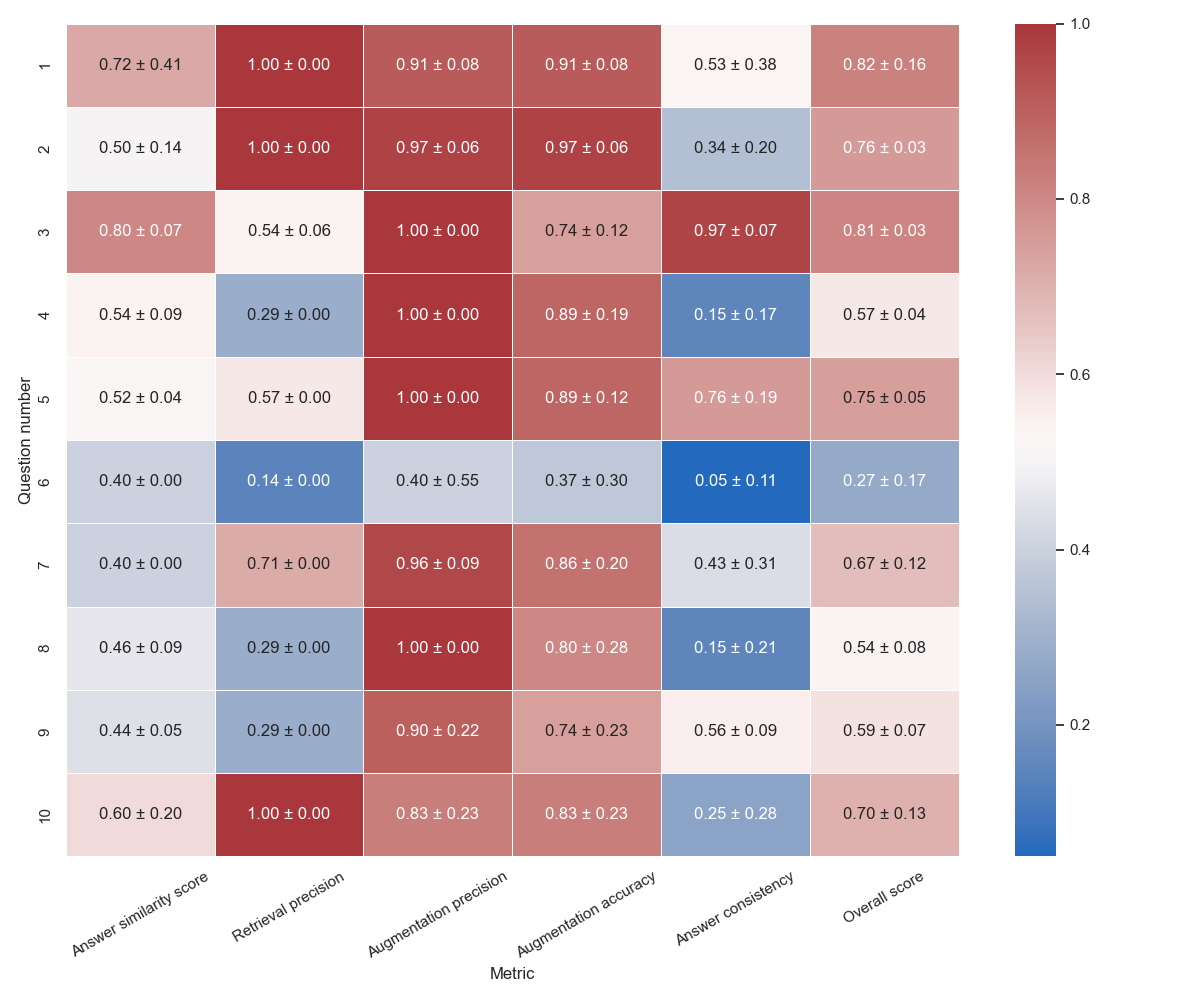 1 0.72 ± 0.41 1.00 ± 0.00 0.91 ± 0.08 0.91 ± 0.08 0.53 ± 0.38 0.82 ± 0.16
2 0.50 ± 0.14 1.00 ± 0.00 0.97 ± 0.06 0.97 ± 0.06 0.34 ± 0.20 0.76 ± 0.03
3 0.80 ± 0.07 0.54 ± 0.06 1.00 ± 0.00 0.74 ± 0.12 0.97 ± 0.07 0.81 ± 0.03
4 0.54 ± 0.09 0.29 ± 0.00 1.00 ± 0.00 0.89 ± 0.19 0.15 ± 0.17 0.57 ± 0.04
5 0.52 ± 0.04 0.57 ± 0.00 1.00 ± 0.00 0.89 ± 0.12 0.76 ± 0.19 0.75 ± 0.05
6 0.40 ± 0.00 0.14 ± 0.00 0.40 ± 0.55 0.37 ± 0.30 0.05 ± 0.11 0.27 ± 0.17
7 0.40 ± 0.00 0.71 ± 0.00 0.96 ± 0.09 0.86 ± 0.20 0.43 ± 0.31 0.67 ± 0.12
8 0.46 ± 0.09 0.29 ± 0.00 1.00 ± 0.00 0.80 ± 0.28 0.15 ± 0.21 0.54 ± 0.08
9 0.44 ± 0.05 0.29 ± 0.00 0.90 ± 0.22 0.74 ± 0.23 0.56 ± 0.09 0.59 ± 0.07
10 0.60 ± 0.20 1.00 ± 0.00 0.83 ± 0.23 0.83 ± 0.23 0.25 ± 0.28 0.70 ± 0.13
Question number
Answer similarity score
Retrieval precision
Augmentation precision
Augmentation accuracy
Answer consistency
Overall score
Metric
1.0
0.8
0.6
0.4
0.2